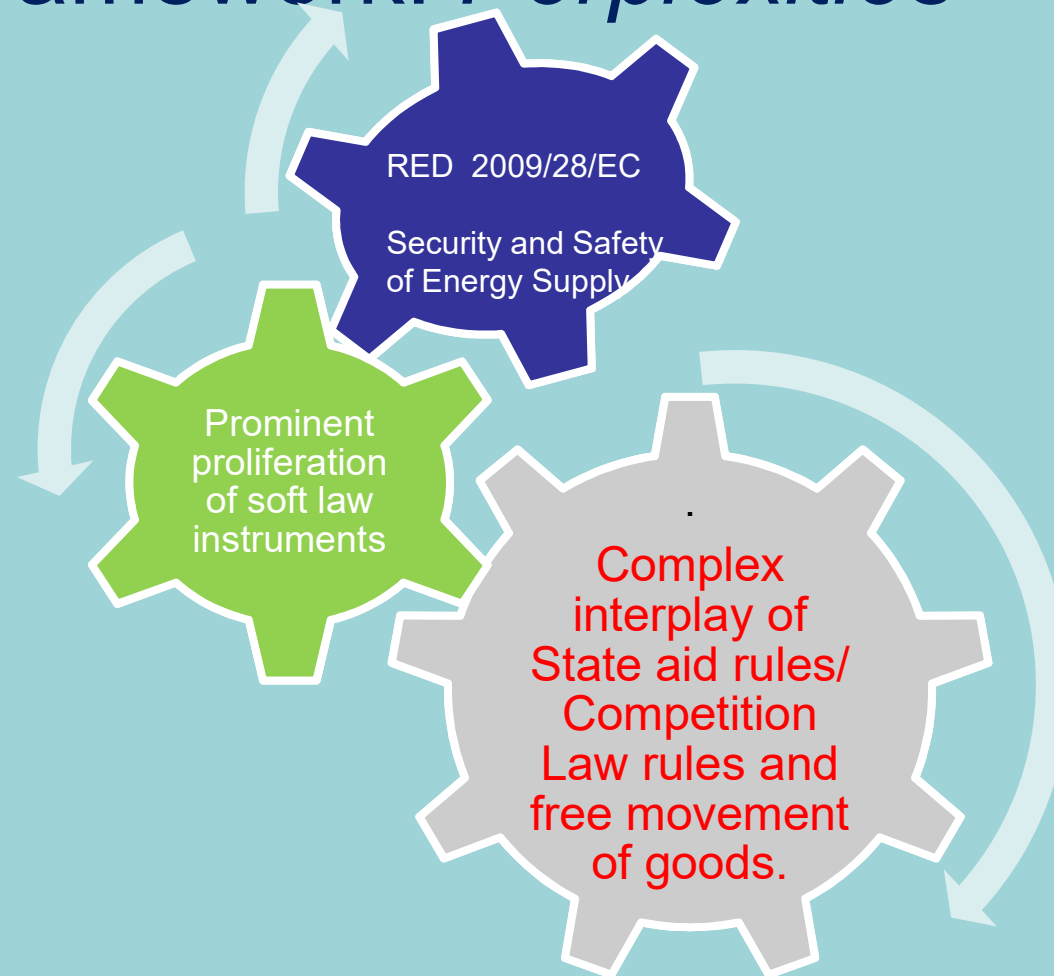 RED 2009/28/EC
Security and Safety
of Energy Supply
Prominent
proliferation
of soft law
instruments
.
Complex
interplay of
State aid rules/
Competition
Law rules and
free movement
of goods.